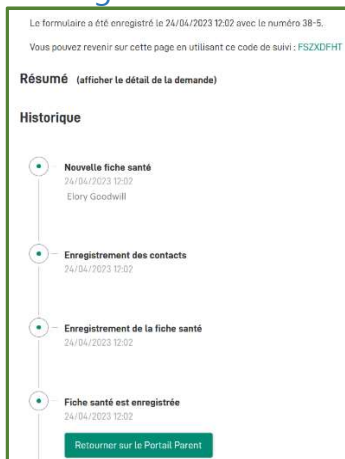 Le formulaire a été enregistré le 24/04/2023 12:02 avec le numéro 38-5.
Vous pouvez revenir sur cette page en utilisant ce code de suivi : FSZXDFHT
Résumé (afficher le détail de la demande)
Historique
Nouvelle fiche santé
24/04/2023 12:02
Elory Goodwill
Enregistrement des contacts
24/04/2023 12:02
Enregistrement de la fiche santé
24/04/2023 12:02
Fiche santé est enregistrée
24/04/2023 12:02
Retourner sur le Portail Parent